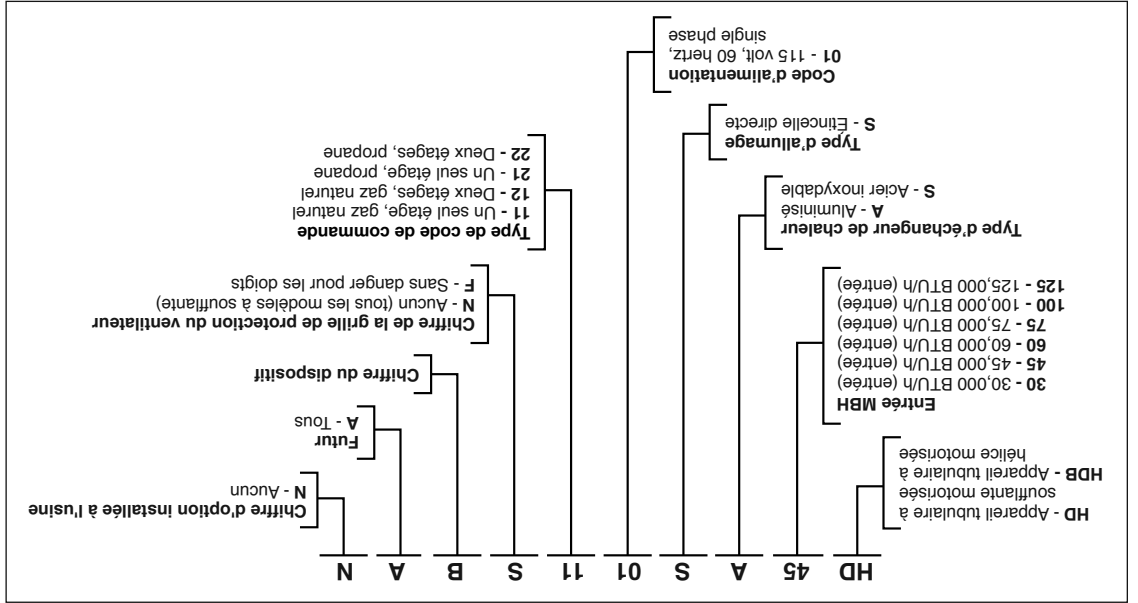 HD 45 A S 01 11 S B A N
HD - Appareil tubulaire à
soufflante motorisée
HDB - Appareil tubulaire à
hélice motorisée
Entrée MBH
30 - 30,000 BTU/h (entrée)
45 - 45,000 BTU/h (entrée)
60 - 60,000 BTU/h (entrée)
75 - 75,000 BTU/h (entrée)
100 - 100,000 BTU/h (entrée)
125 - 125,000 BTU/h (entrée)
Type d'échangeur de chaleur
A - Aluminisé
S - Acier inoxydable
Type d'allumage
S - Étincelle directe
Code d'alimentation
01 - 115 volt, 60 hertz,
single phase
Type de code de commande
11 - Un seul étage, gaz naturel
12 - Deux étages, gaz naturel
21 - Un seul étage, propane
22 - Deux étages, propane
Chiffre de la grille de protection du ventilateur
N - Aucun (tous les modèles à soufflante)
F - Sans danger pour les doigts
Chiffre du dispositif
Futur
A - Tous
Chiffre d'option installée à l'usine
N - Aucun